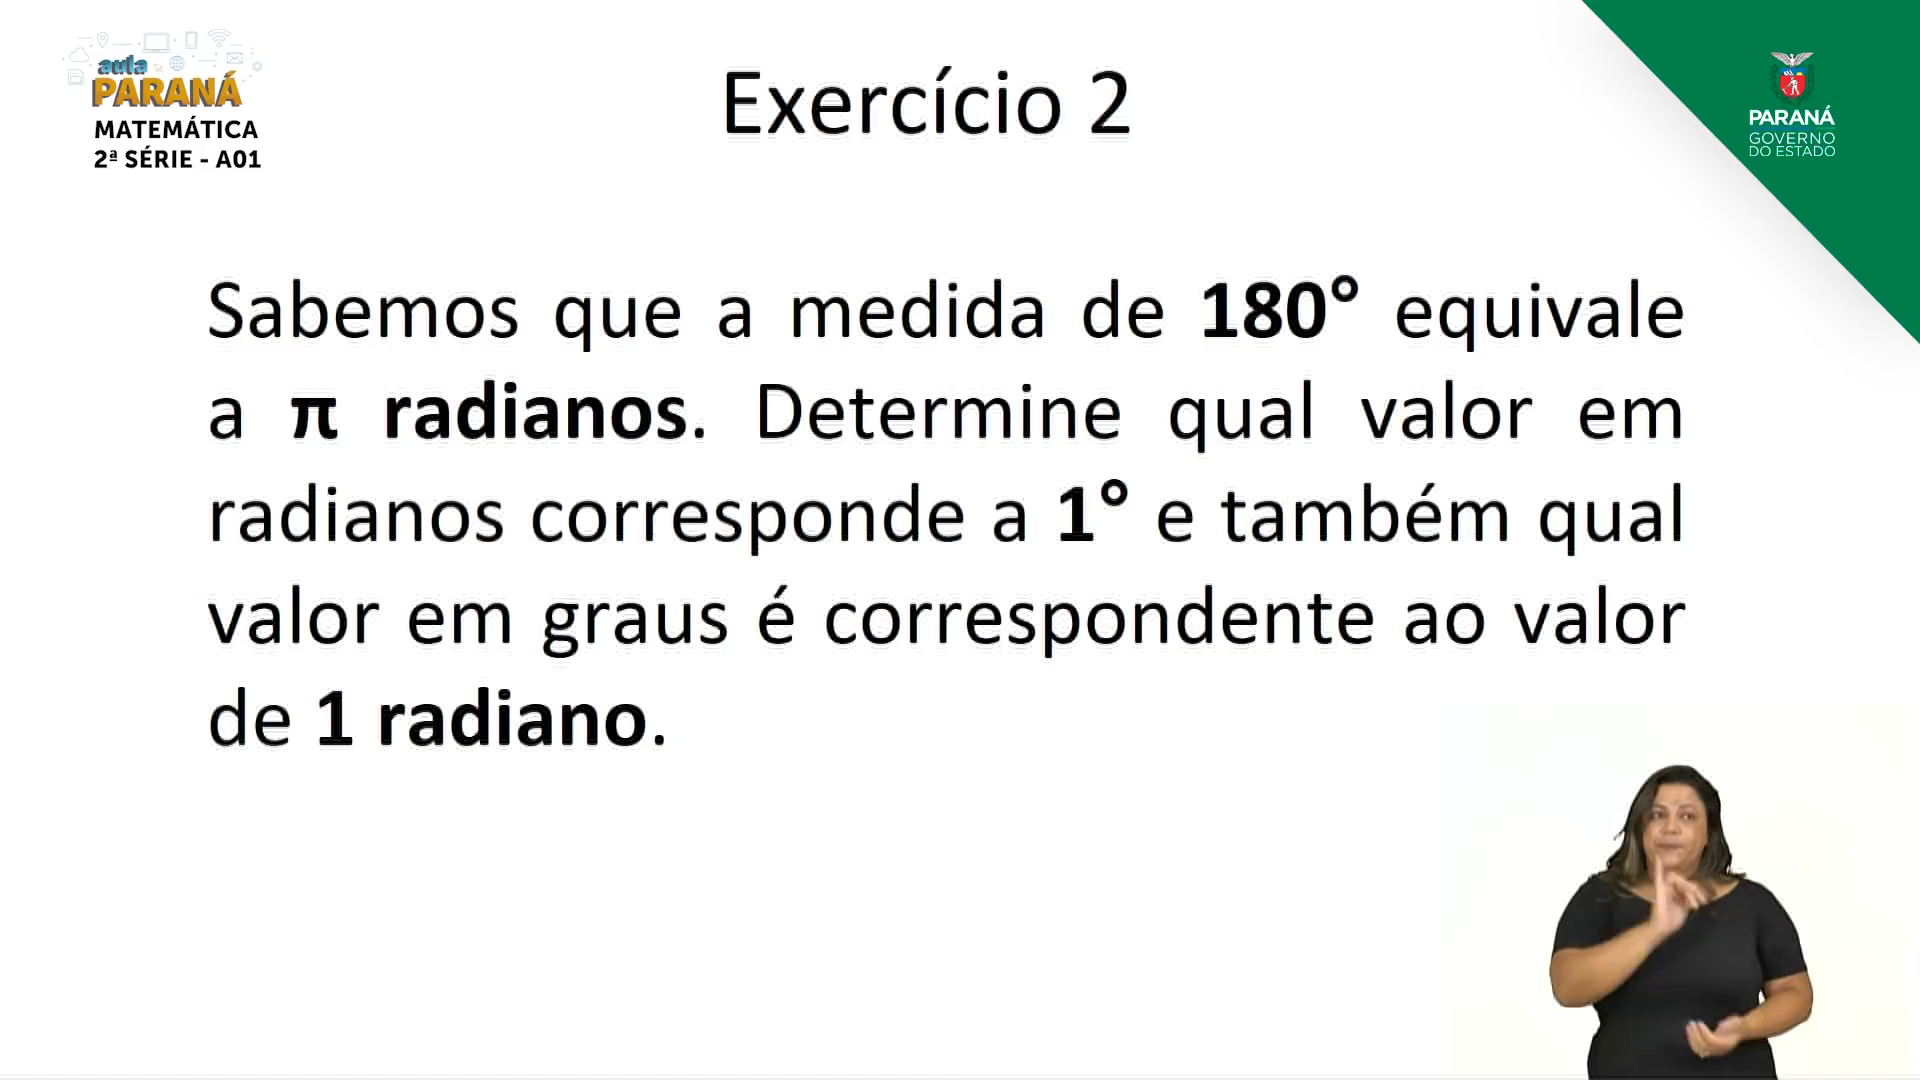 aula
PARANÁ
MATEMÁTICA
2ª SÉRIE - A01
Exercício 2
PARANÁ
GOVERNO
DO ESTADO
Sabemos que a medida de 180° equivale
a π radianos. Determine qual valor em
radianos corresponde a 1° e também qual
valor em graus é correspondente ao valor
de 1 radiano.